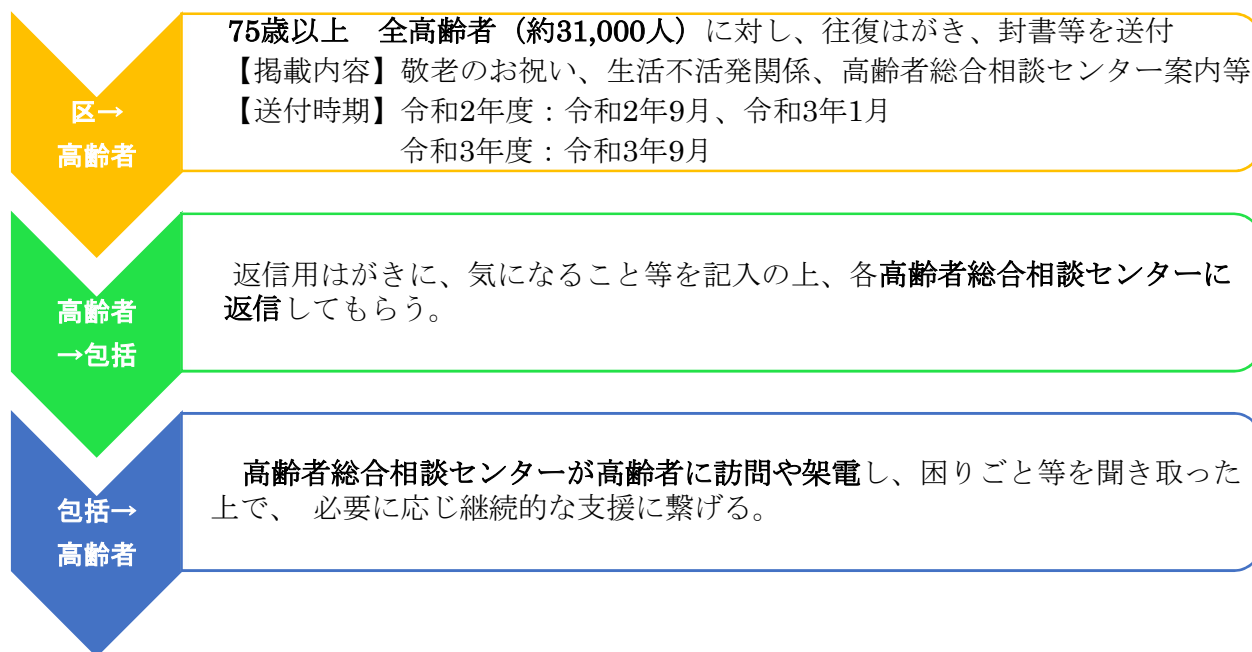 区→
高齢者
75歳以上　全高齢者（約31,000人）に対し、往復はがき、封書等を送付
【掲載内容】敬老のお祝い、生活不活発関係、高齢者総合相談センター案内等
【送付時期】令和2年度：令和2年9月、令和3年1月
令和3年度：令和3年9月
高齢者
→包括
返信用はがきに、気になること等を記入の上、各高齢者総合相談センターに
返信してもらう。
包括→
高齢者
高齢者総合相談センターが高齢者に訪問や架電し、困りごと等を聞き取った
上で、 必要に応じ継続的な支援に繋げる。